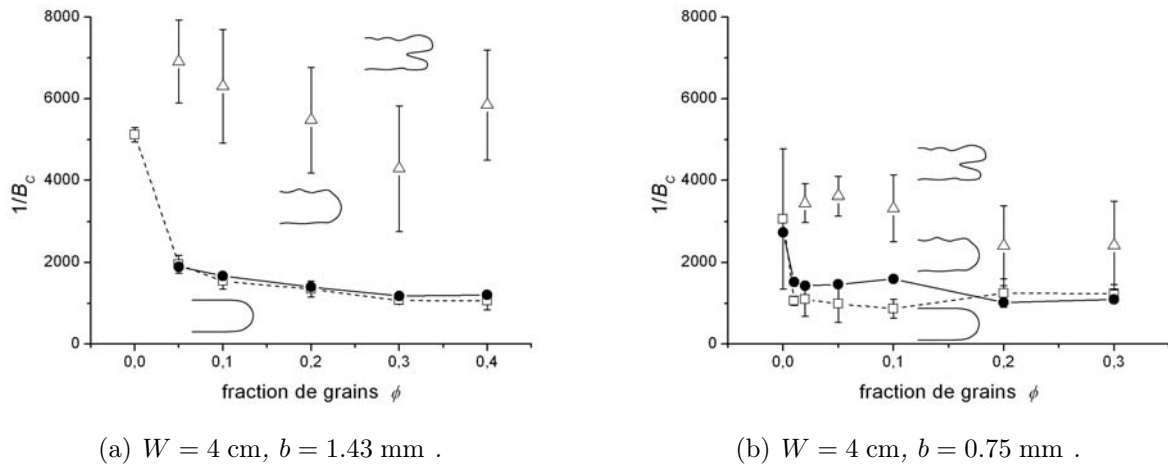 8000
6000
4000
2000
0
1/B_C
0,0 0,1 0,2 0,3 0,4
fraction de grains ϕ
(a) W = 4 cm, b = 1.43 mm .
8000
6000
4000
2000
0
1/B_C
0,0 0,1 0,2 0,3
fraction de grains ϕ
(b) W = 4 cm, b = 0.75 mm .